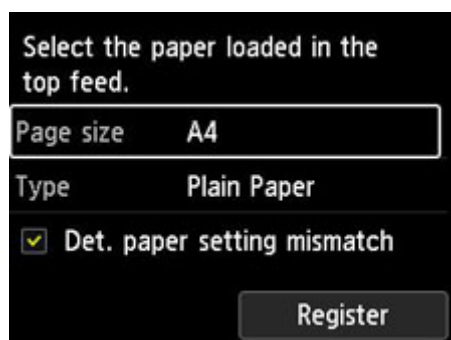 Select the paper loaded in the
top feed.
Page size A4
Type Plain Paper
Det. paper setting mismatch
Register